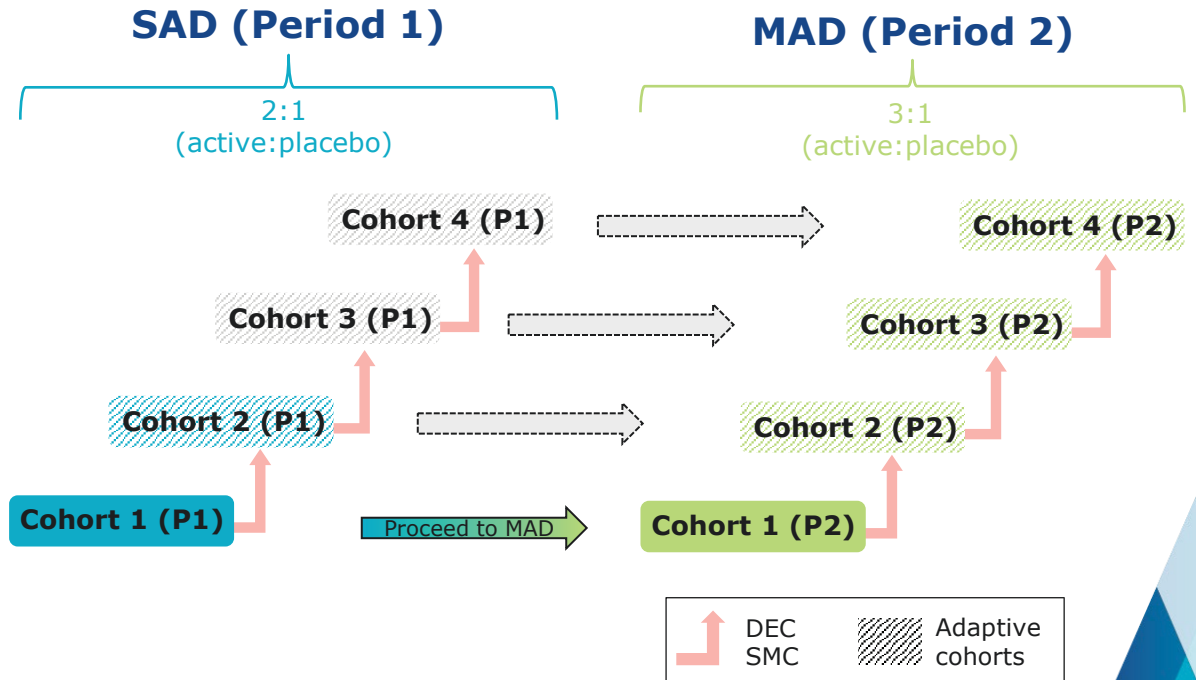 SAD (Period 1)
MAD (Period 2)
2:1
(active:placebo)
3:1
(active:placebo)
Cohort 4 (P1)
Cohort 4 (P2)
Cohort 3 (P1)
Cohort 3 (P2)
Cohort 2 (P1)
Cohort 2 (P2)
Cohort 1 (P1)
Proceed to MAD
Cohort 1 (P2)
DEC
SMC
Adaptive
cohorts